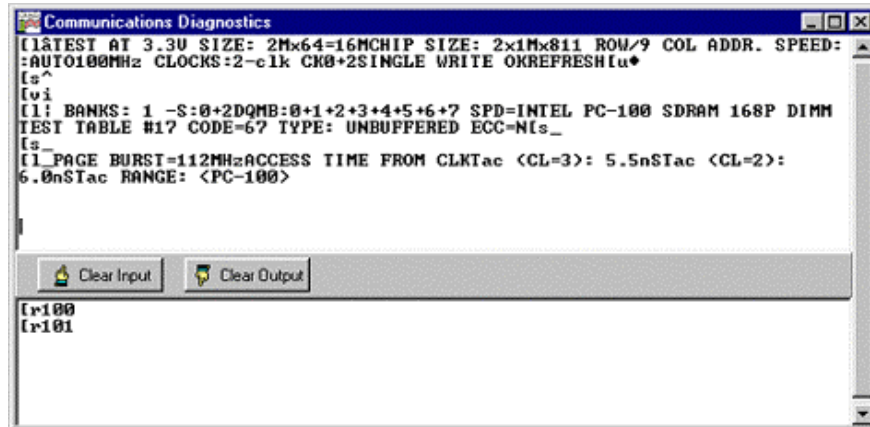 Communications Diagnostics
[lâTEST AT 3.3V SIZE: 2Mx64=16MCHIP SIZE: 2x1Mx811 ROW/9 COL ADDR. SPEED:
:AUTO100MHz CLOCKS:2-clk CK0+2SINGLE WRITE OKREFRESH[u♦
[s^
[vi
[l¦ BANKS: 1 -S:0+2DQMB:0+1+2+3+4+5+6+7 SPD=INTEL PC-100 SDRAM 168P DIMM
TEST TABLE #17 CODE=67 TYPE: UNBUFFERED ECC=N[s_
[s_
[l_PAGE BURST=112MHzACCESS TIME FROM CLKTac <CL=3>: 5.5nSTac <CL=2>:
6.0nSTac RANGE: <PC-100>
Clear Input
Clear Output
[r100
[r101